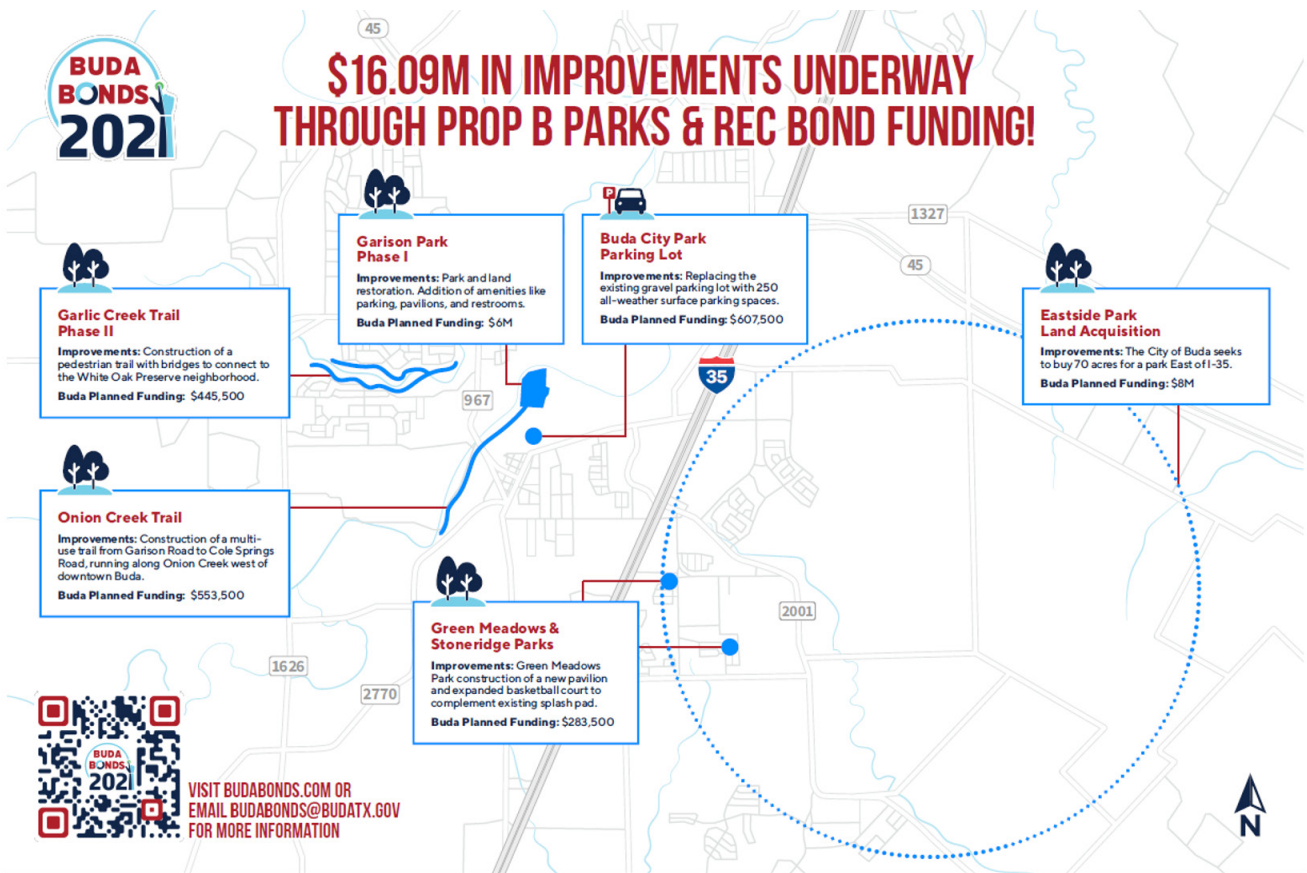 BUDA
BONDS
2021
$16.09M IN IMPROVEMENTS UNDERWAY
THROUGH PROP B PARKS & REC BOND FUNDING!
45
1327
45
35
967
2001
1626
2770
Garison Park
Phase I
Improvements: Park and land
restoration. Addition of amenities like
parking, pavilions, and restrooms.
Buda Planned Funding: $6M
P
Buda City Park
Parking Lot
Improvements: Replacing the
existing gravel parking lot with 250
all-weather surface parking spaces.
Buda Planned Funding: $607,500
Garlic Creek Trail
Phase II
Improvements: Construction of a
pedestrian trail with bridges to connect to
the White Oak Preserve neighborhood.
Buda Planned Funding: $445,500
Eastside Park
Land Acquisition
Improvements: The City of Buda seeks
to buy 70 acres for a park East of I-35.
Buda Planned Funding: $8M
Onion Creek Trail
Improvements: Construction of a multi-
use trail from Garison Road to Cole Springs
Road, running along Onion Creek west of
downtown Buda.
Buda Planned Funding: $553,500
Green Meadows &
Stoneridge Parks
Improvements: Green Meadows
Park construction of a new pavilion
and expanded basketball court to
complement existing splash pad.
Buda Planned Funding: $283,500
BUDA
BONDS
2021
VISIT BUDABONDS.COM OR
EMAIL BUDABONDS@BUDATX.GOV
FOR MORE INFORMATION
N